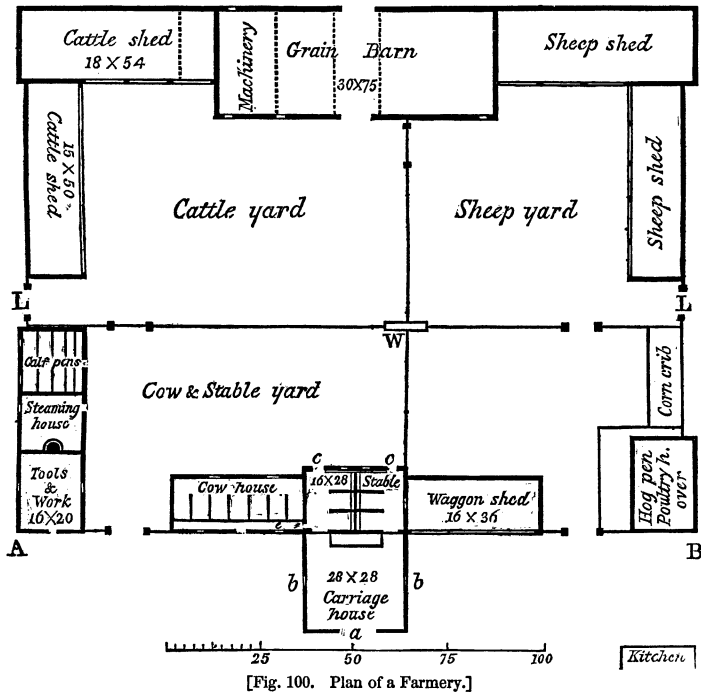 Cattle shed
18 X 54
Machinery
Grain Barn
30X75
Sheep shed
15 X 50
Cattle shed
Cattle yard
Sheep yard
Sheep shed
L
L
W
Calf pens
Cow & Stable yard
Corn crib
Steaming
house
Tools
&
Work
16X20
Cow house
c
c
16X28
Stable
Waggon shed
16 X 36
Hog pen
Poultry h.
over
e
A
B
b
28 X 28
b
Carriage
house
a
25
50
75
100
Kitchen
[Fig. 100. Plan of a Farmery.]